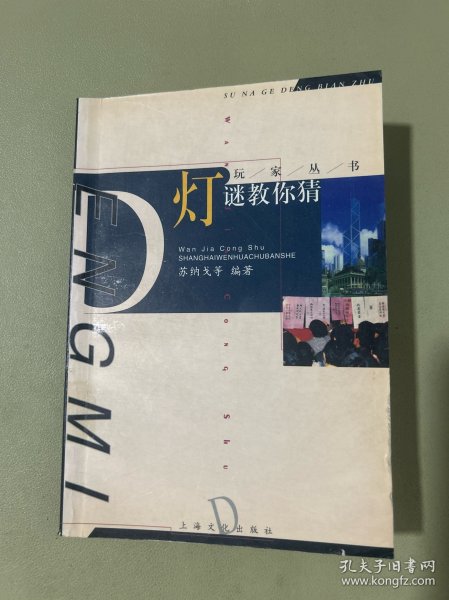 SU NA GE DENG BIAN ZHU
玩/家/丛/书
灯谜教你猜
Wan Jia Cong Shu
SHANGHAIWENHUACHUBANSHE
苏纳戈等 编著
DENGMI
D
上海文化出版社
孔夫子旧书网
www.kongfz.com